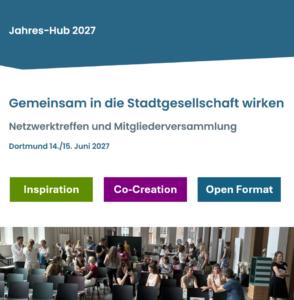 Jahres-Hub 2027
Gemeinsam in die Stadtgesellschaft wirken
Netzwerktreffen und Mitgliederversammlung
Dortmund 14./15. Juni 2027
Inspiration
Co-Creation
Open Format